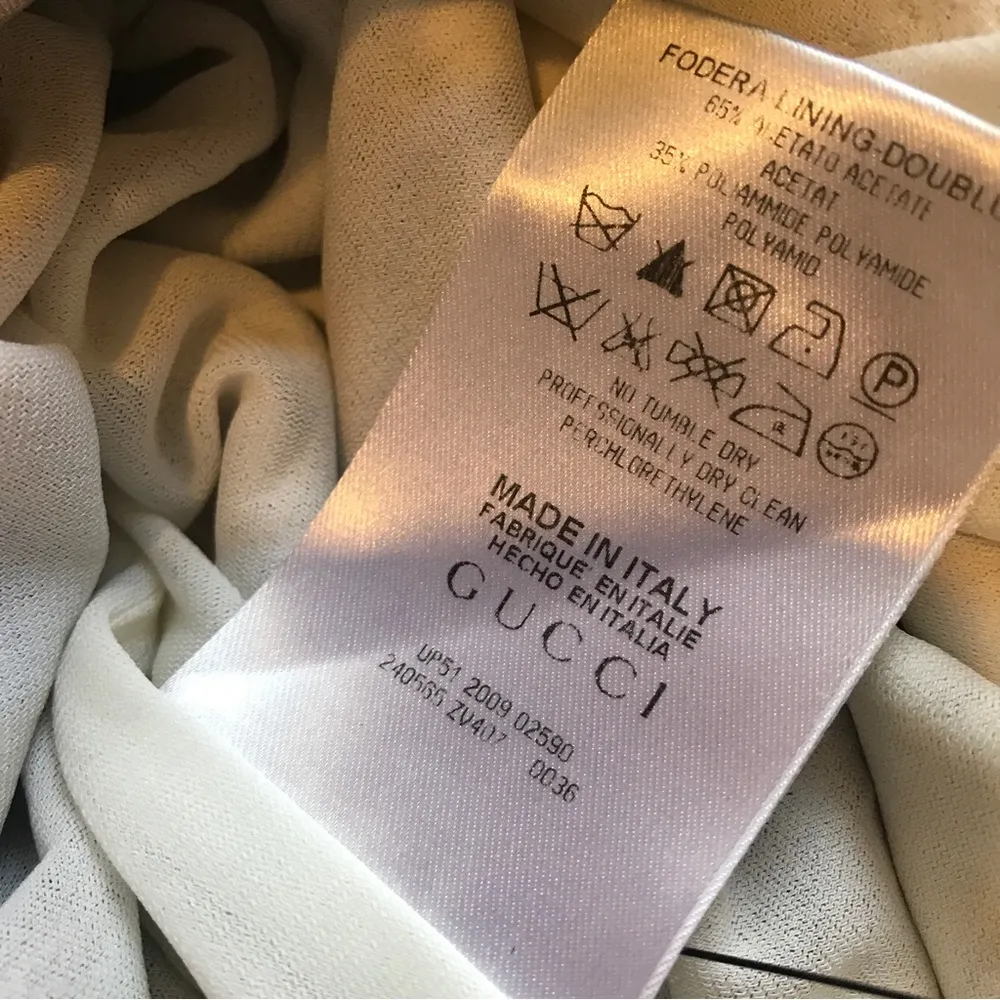 FODERA LINING-DOUBLU
65% ACETATO ACETATE
ACETAT
35% POLIAMMIDE POLYAMIDE
POLYAMID
P
NO TUMBLE DRY
PROFESSIONALLY DRY CLEAN
PERCHLORETHYLENE
MADE IN ITALY
FABRIQUE' EN ITALIE
HECHO EN ITALIA
GUCCI
UP51 2009 02590
240565 ZV407
0036